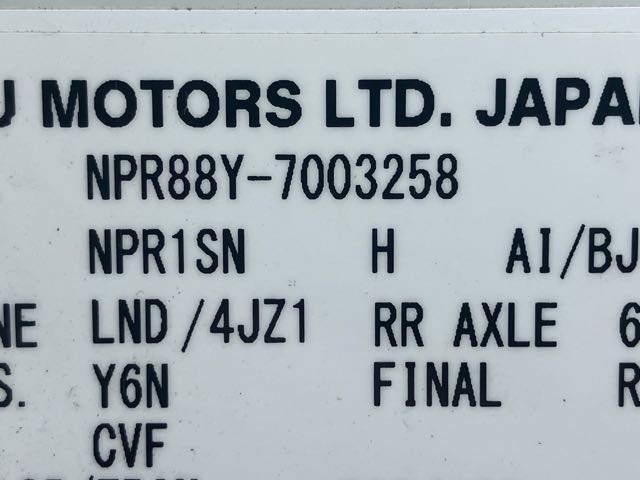 U MOTORS LTD. JAPA
NPR88Y-7003258
NPR1SN H AI/BJ
NE LND/4JZ1 RR AXLE 6
S. Y6N FINAL R
CVF